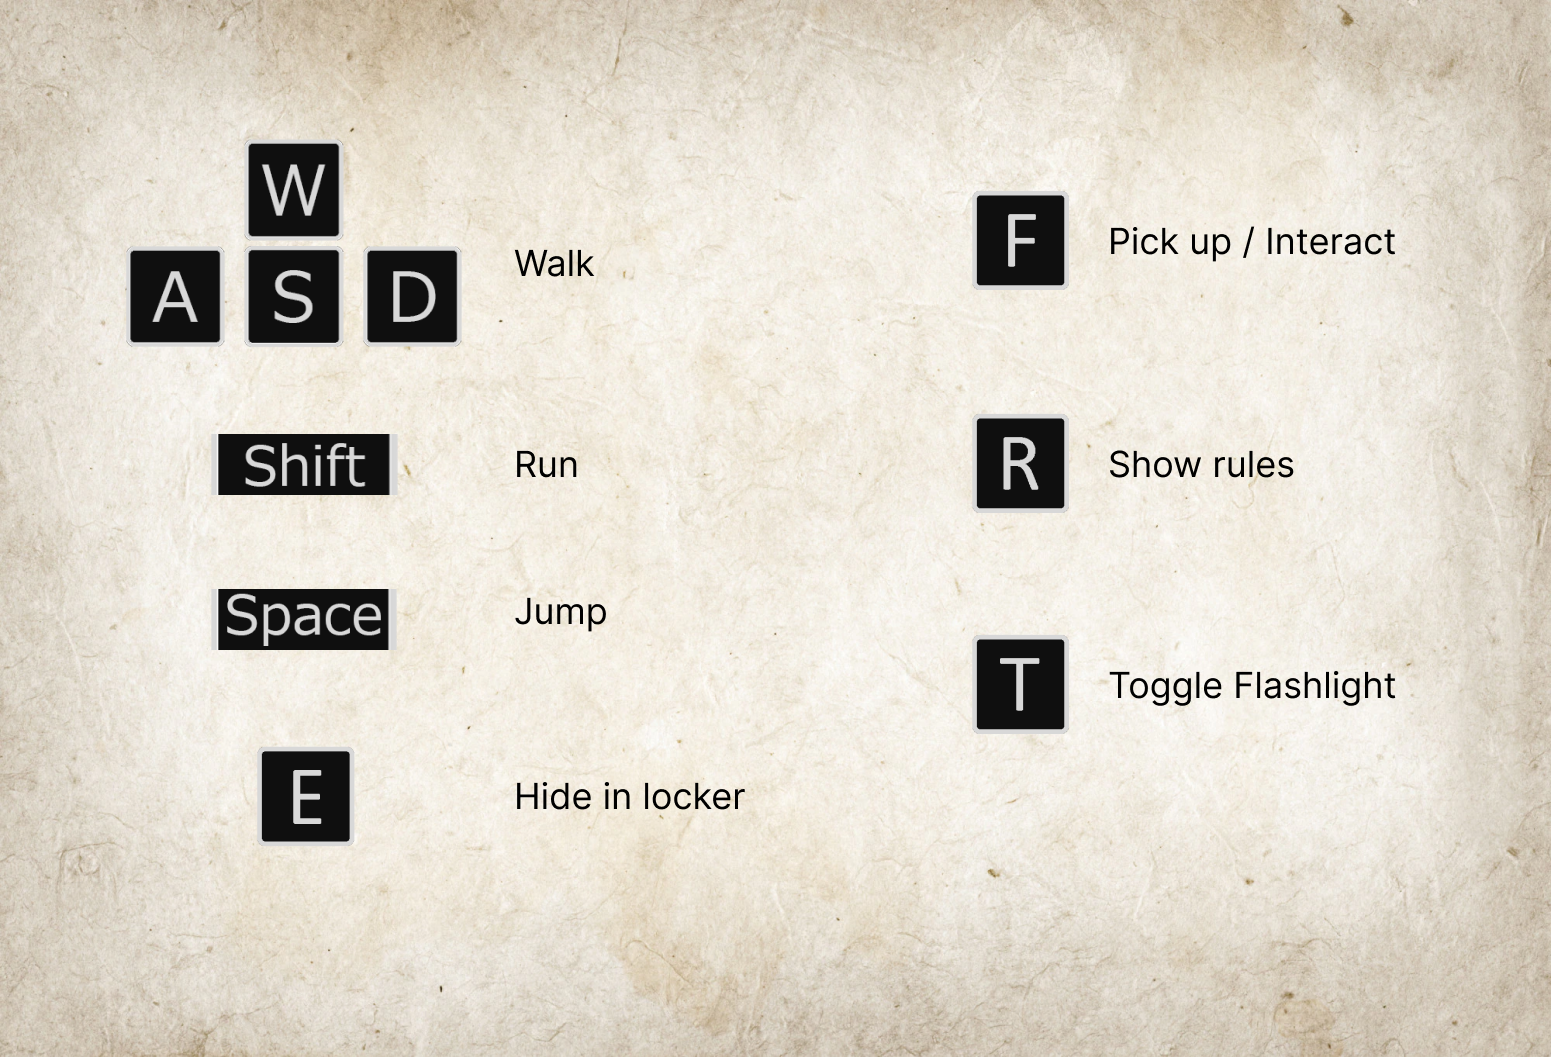 W
A S D
Walk
Shift
Run
Space
Jump
E
Hide in locker
F
Pick up / Interact
R
Show rules
T
Toggle Flashlight